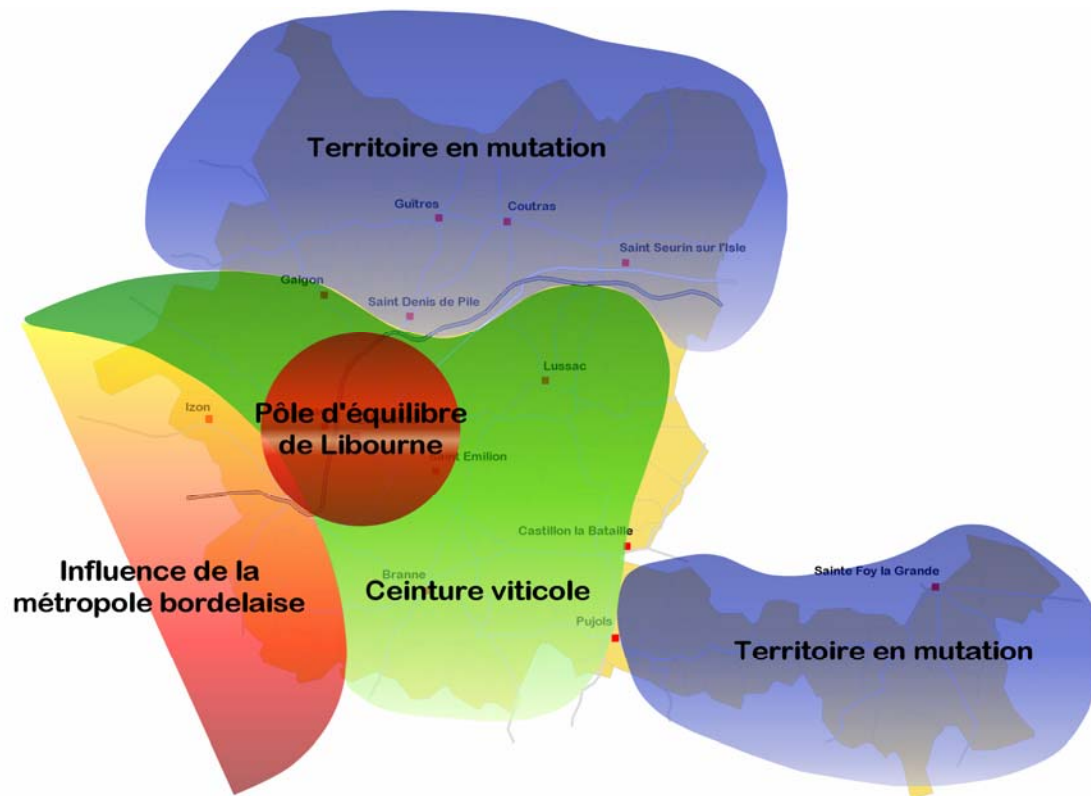 Territoire en mutation
Guîtres
Coutras
Saint Seurin sur l'Isle
Galgon
Saint Denis de Pile
Lussac
Izon
Pôle d'équilibre
de Libourne
Saint Emilion
Castillon la Bataille
Influence de la
métropole bordelaise
Branne
Ceinture viticole
Sainte Foy la Grande
Pujols
Territoire en mutation